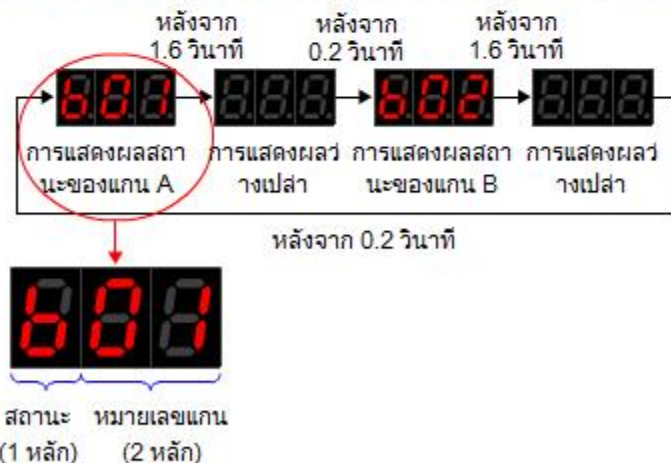 หลังจาก หลังจาก หลังจาก
1.6 วินาที 0.2 วินาที 1.6 วินาที
b01 b02
การแสดงผลสถา การแสดงผลว่ การแสดงผลสถา การแสดงผลว่
นะของแกน A างเปล่า นะของแกน B างเปล่า
หลังจาก 0.2 วินาที
b01
สถานะ หมายเลขแกน
(1 หลัก) (2 หลัก)